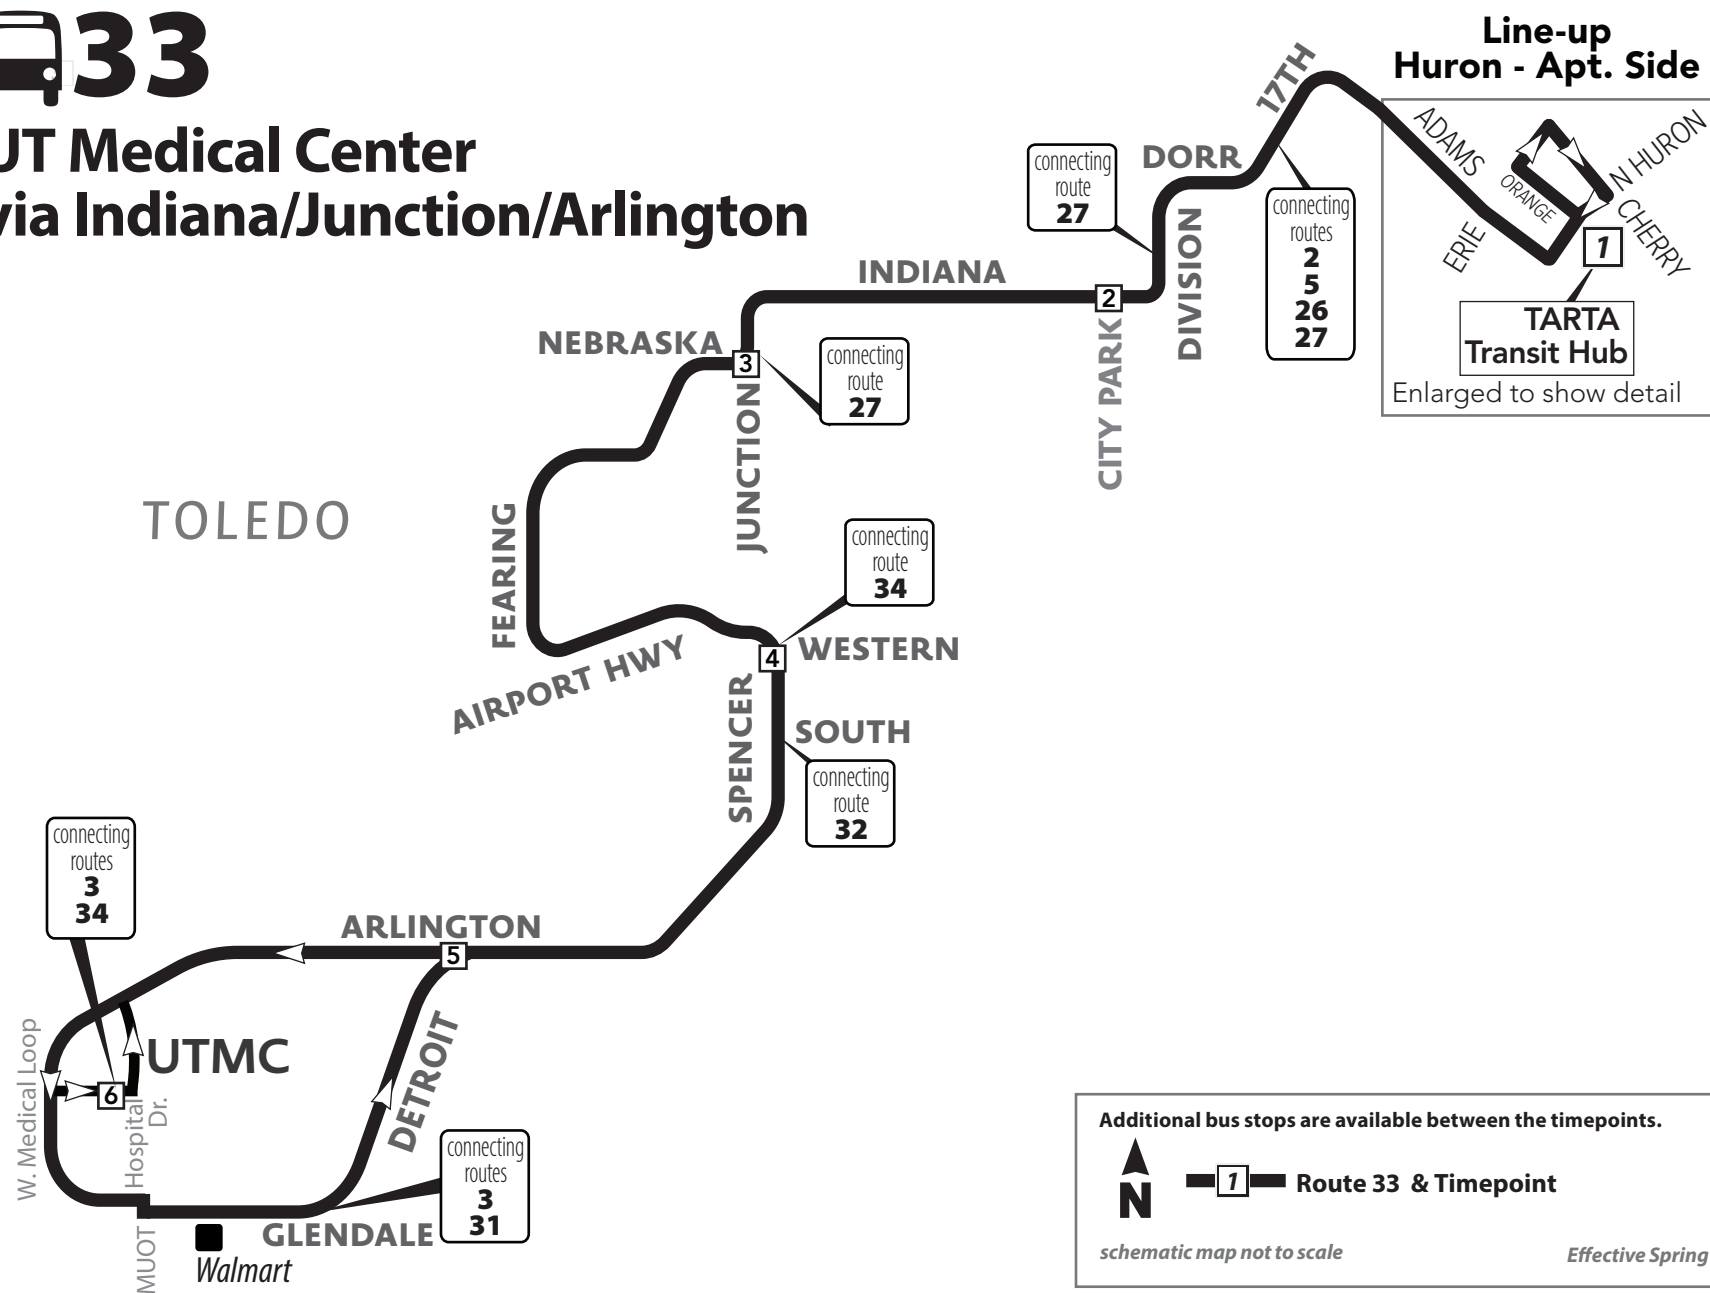 33
UT Medical Center
via Indiana/Junction/Arlington
Line-up
Huron - Apt. Side
17TH
ADAMS
ORANGE
N HURON
CHERRY
ERIE
1
TARTA
Transit Hub
Enlarged to show detail
connecting
route
27
DORR
DIVISION
connecting
routes
2
5
26
27
INDIANA
2
CITY PARK
NEBRASKA
3
JUNCTION
connecting
route
27
TOLEDO
FEARING
AIRPORT HWY
connecting
route
34
4
WESTERN
SPENCER
SOUTH
connecting
route
32
connecting
routes
3
34
ARLINGTON
5
W. Medical Loop
UTMC
6
Hospital
Dr.
DETROIT
connecting
routes
3
31
MUOT
GLENDALE
Walmart
Additional bus stops are available between the timepoints.
N
1
Route 33 & Timepoint
schematic map not to scale
Effective Spring